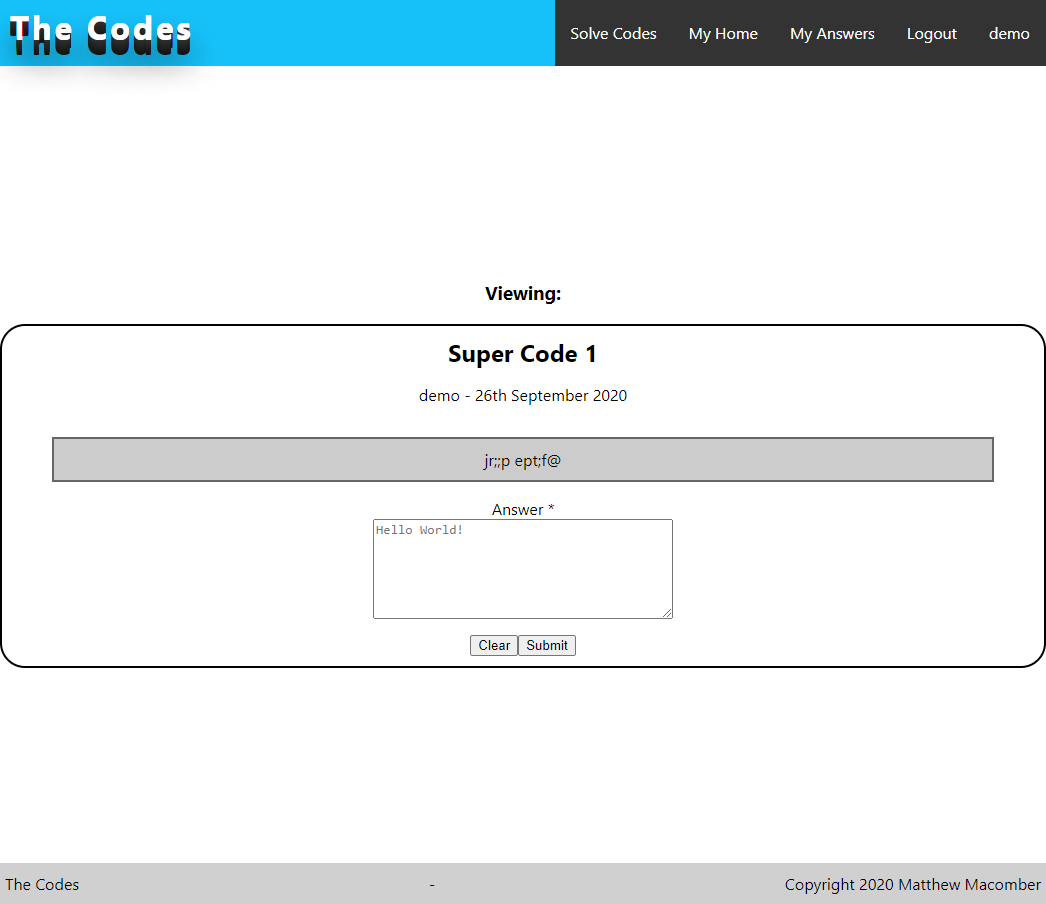 The Codes
Solve Codes My Home My Answers Logout demo
Viewing:
Super Code 1
demo - 26th September 2020
jr;;p ept;f@
Answer *
Hello World!
Clear Submit
The Codes - Copyright 2020 Matthew Macomber